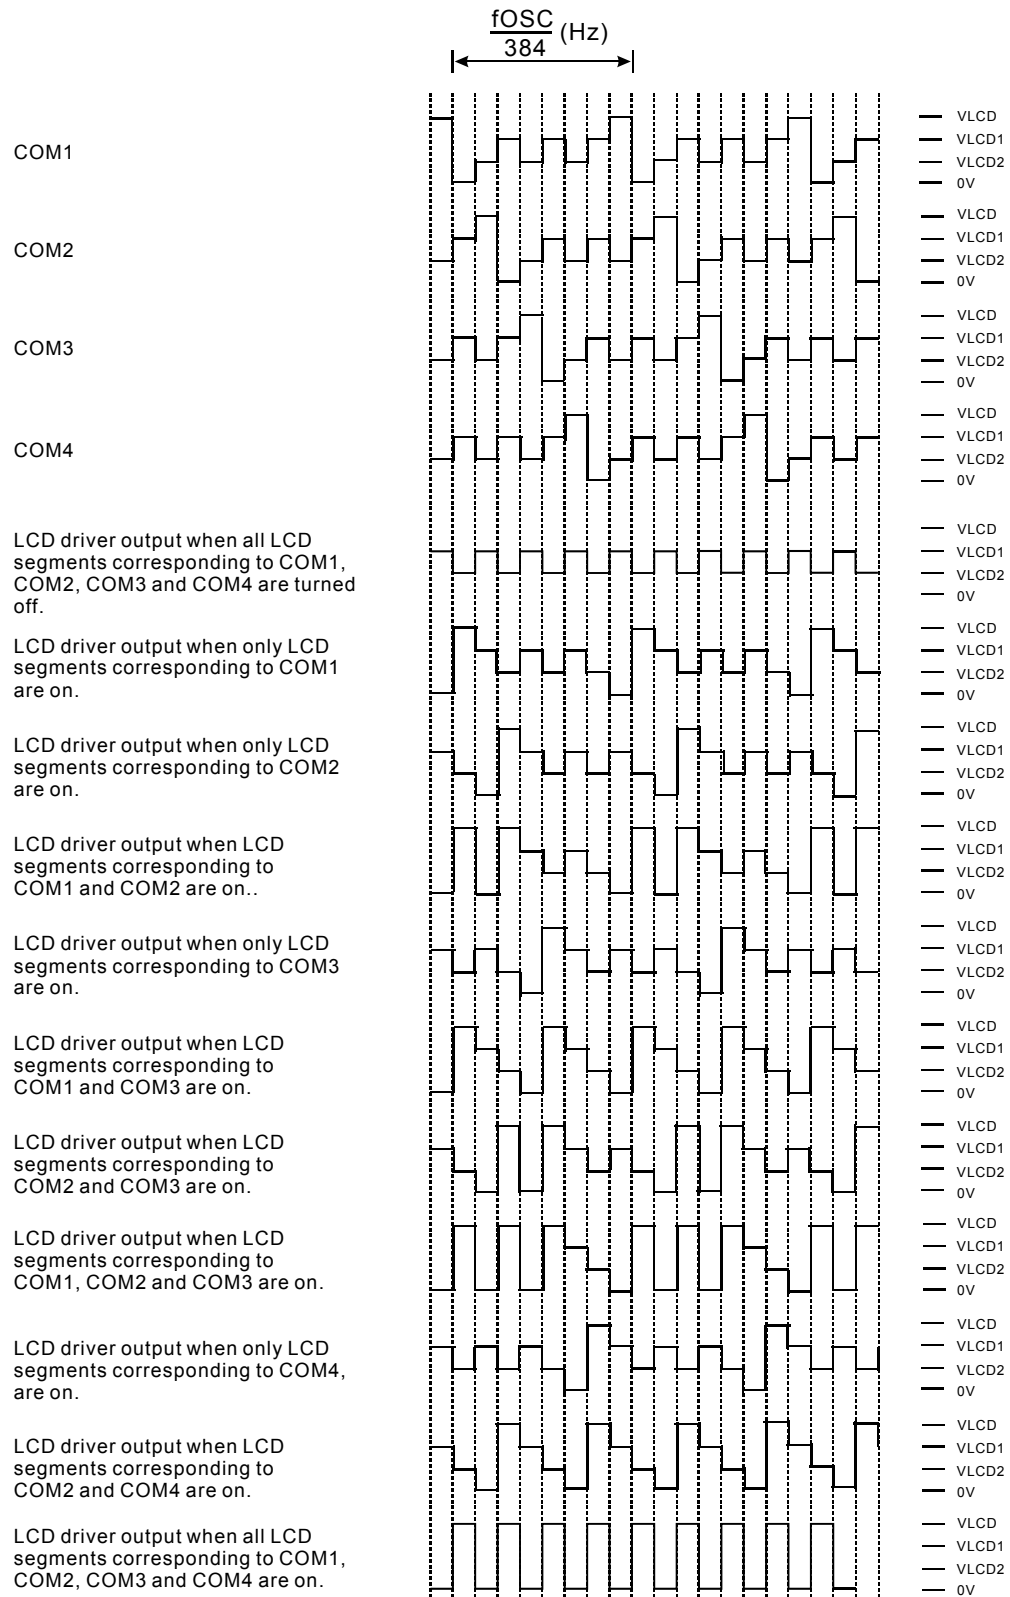 fOSC
384
(Hz)
COM1
VLCD
VLCD1
VLCD2
0V
COM2
VLCD
VLCD1
VLCD2
0V
COM3
VLCD
VLCD1
VLCD2
0V
COM4
VLCD
VLCD1
VLCD2
0V
LCD driver output when all LCD
segments corresponding to COM1,
COM2, COM3 and COM4 are turned
off.
VLCD
VLCD1
VLCD2
0V
LCD driver output when only LCD
segments corresponding to COM1
are on.
VLCD
VLCD1
VLCD2
0V
LCD driver output when only LCD
segments corresponding to COM2
are on.
VLCD
VLCD1
VLCD2
0V
LCD driver output when LCD
segments corresponding to
COM1 and COM2 are on..
VLCD
VLCD1
VLCD2
0V
LCD driver output when only LCD
segments corresponding to COM3
are on.
VLCD
VLCD1
VLCD2
0V
LCD driver output when LCD
segments corresponding to
COM1 and COM3 are on.
VLCD
VLCD1
VLCD2
0V
LCD driver output when LCD
segments corresponding to
COM2 and COM3 are on.
VLCD
VLCD1
VLCD2
0V
LCD driver output when LCD
segments corresponding to
COM1, COM2 and COM3 are on.
VLCD
VLCD1
VLCD2
0V
LCD driver output when only LCD
segments corresponding to COM4,
are on.
VLCD
VLCD1
VLCD2
0V
LCD driver output when LCD
segments corresponding to
COM2 and COM4 are on.
VLCD
VLCD1
VLCD2
0V
LCD driver output when all LCD
segments corresponding to COM1,
COM2, COM3 and COM4 are on.
VLCD
VLCD1
VLCD2
0V